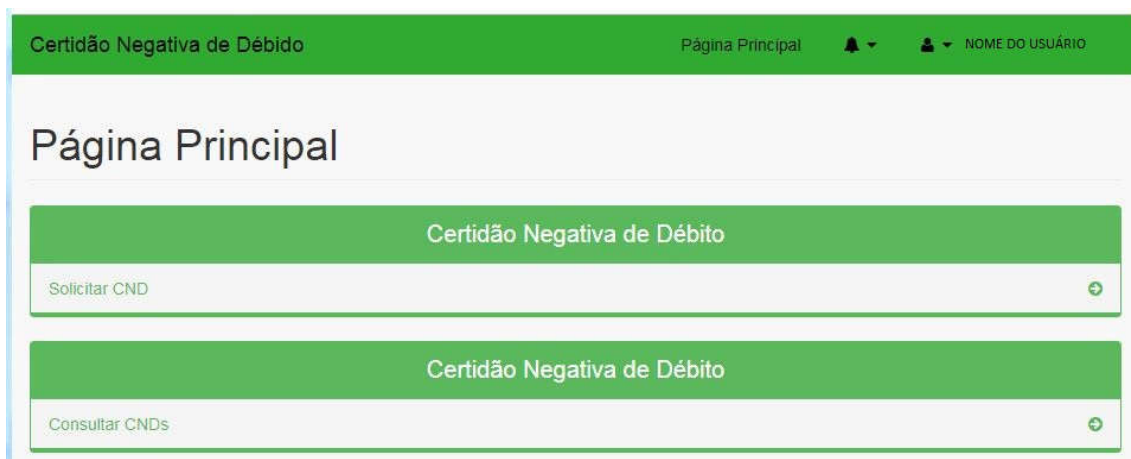 Certidão Negativa de Débido Página Principal NOME DO USUÁRIO
Página Principal
Certidão Negativa de Débito
Solicitar CND
Certidão Negativa de Débito
Consultar CNDs